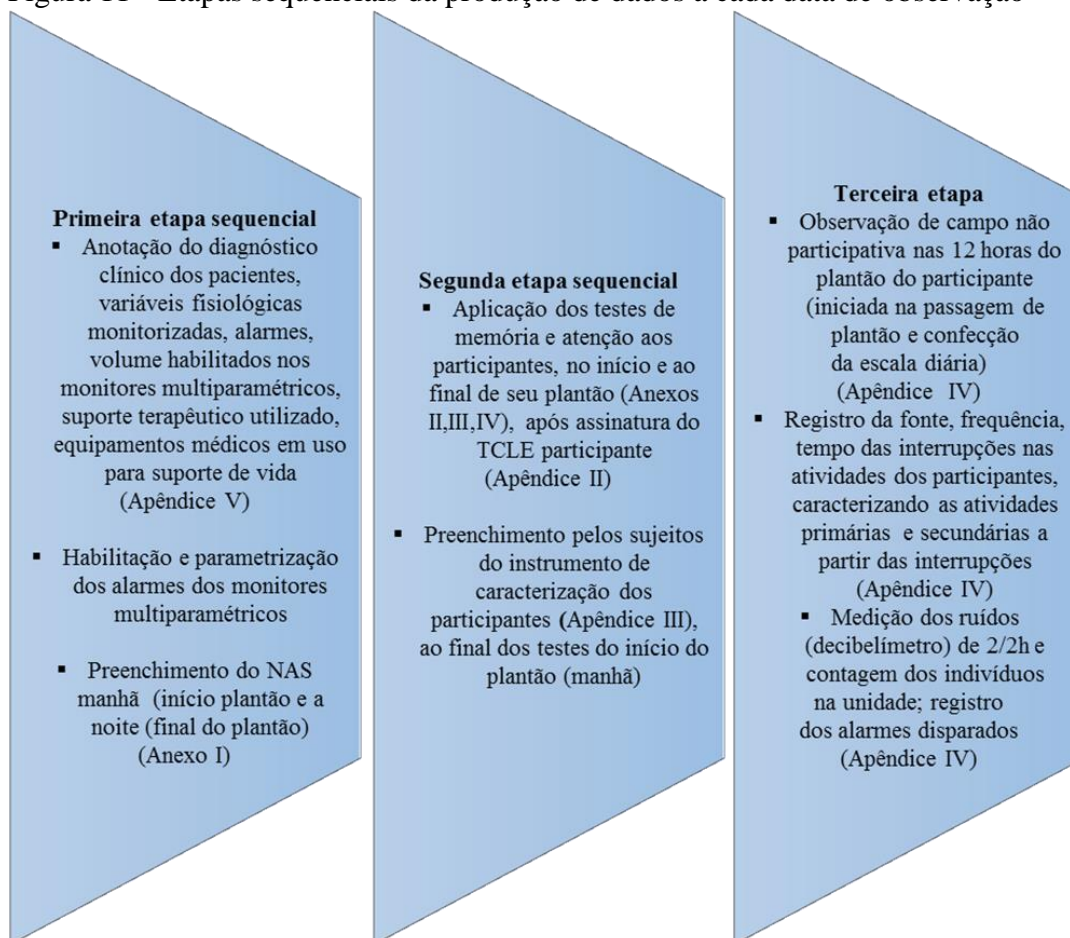 Figura 11 - Etapas sequenciais da produção de dados a cada data de observação
Primeira etapa sequencial
▪ Anotação do diagnóstico
clínico dos pacientes,
variáveis fisiológicas
monitorizadas, alarmes,
volume habilitados nos
monitores multiparamétricos,
suporte terapêutico utilizado,
equipamentos médicos em uso
para suporte de vida
(Apêndice V)
▪ Habilitação e parametrização
dos alarmes dos monitores
multiparamétricos
▪ Preenchimento do NAS
manhã (início plantão e a
noite (final do plantão)
(Anexo I)
Segunda etapa sequencial
▪ Aplicação dos testes de
memória e atenção aos
participantes, no início e ao
final de seu plantão (Anexos
II,III,IV), após assinatura do
TCLE participante
(Apêndice II)
▪ Preenchimento pelos sujeitos
do instrumento de
caracterização dos
participantes (Apêndice III),
ao final dos testes do início do
plantão (manhã)
Terceira etapa
▪ Observação de campo não
participativa nas 12 horas do
plantão do participante
(iniciada na passagem de
plantão e confecção
da escala diária)
(Apêndice IV)
▪ Registro da fonte, frequência,
tempo das interrupções nas
atividades dos participantes,
caracterizando as atividades
primárias e secundárias a
partir das interrupções
(Apêndice IV)
▪ Medição dos ruídos
(decibelímetro) de 2/2h e
contagem dos indivíduos
na unidade; registro
dos alarmes disparados
(Apêndice IV)